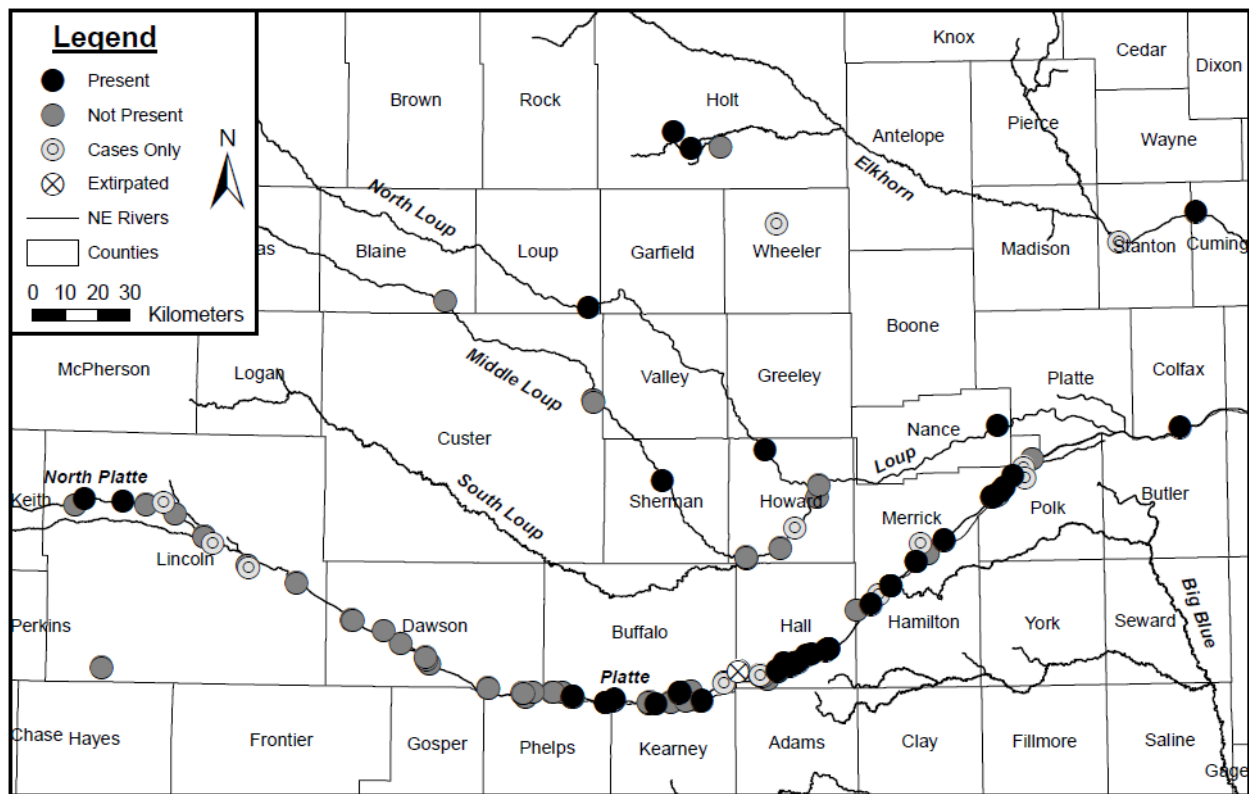 Legend
Present
Not Present
Cases Only
Extirpated
NE Rivers
Counties
0 10 20 30
Kilometers
N
Knox
Cedar
Dixon
Brown
Rock
Holt
Antelope
Pierce
Wayne
Elkhorn
North Loup
as
Blaine
Loup
Garfield
Wheeler
Madison
Stanton
Cuming
Boone
McPherson
Logan
Middle Loup
Valley
Greeley
Platte
Colfax
Custer
Nance
Loup
North Platte
Keith
South Loup
Sherman
Howard
Merrick
Polk
Butler
Lincoln
Perkins
Dawson
Buffalo
Hall
Hamilton
York
Seward
Big Blue
Platte
Chase
Hayes
Frontier
Gosper
Phelps
Kearney
Adams
Clay
Fillmore
Saline
Gage